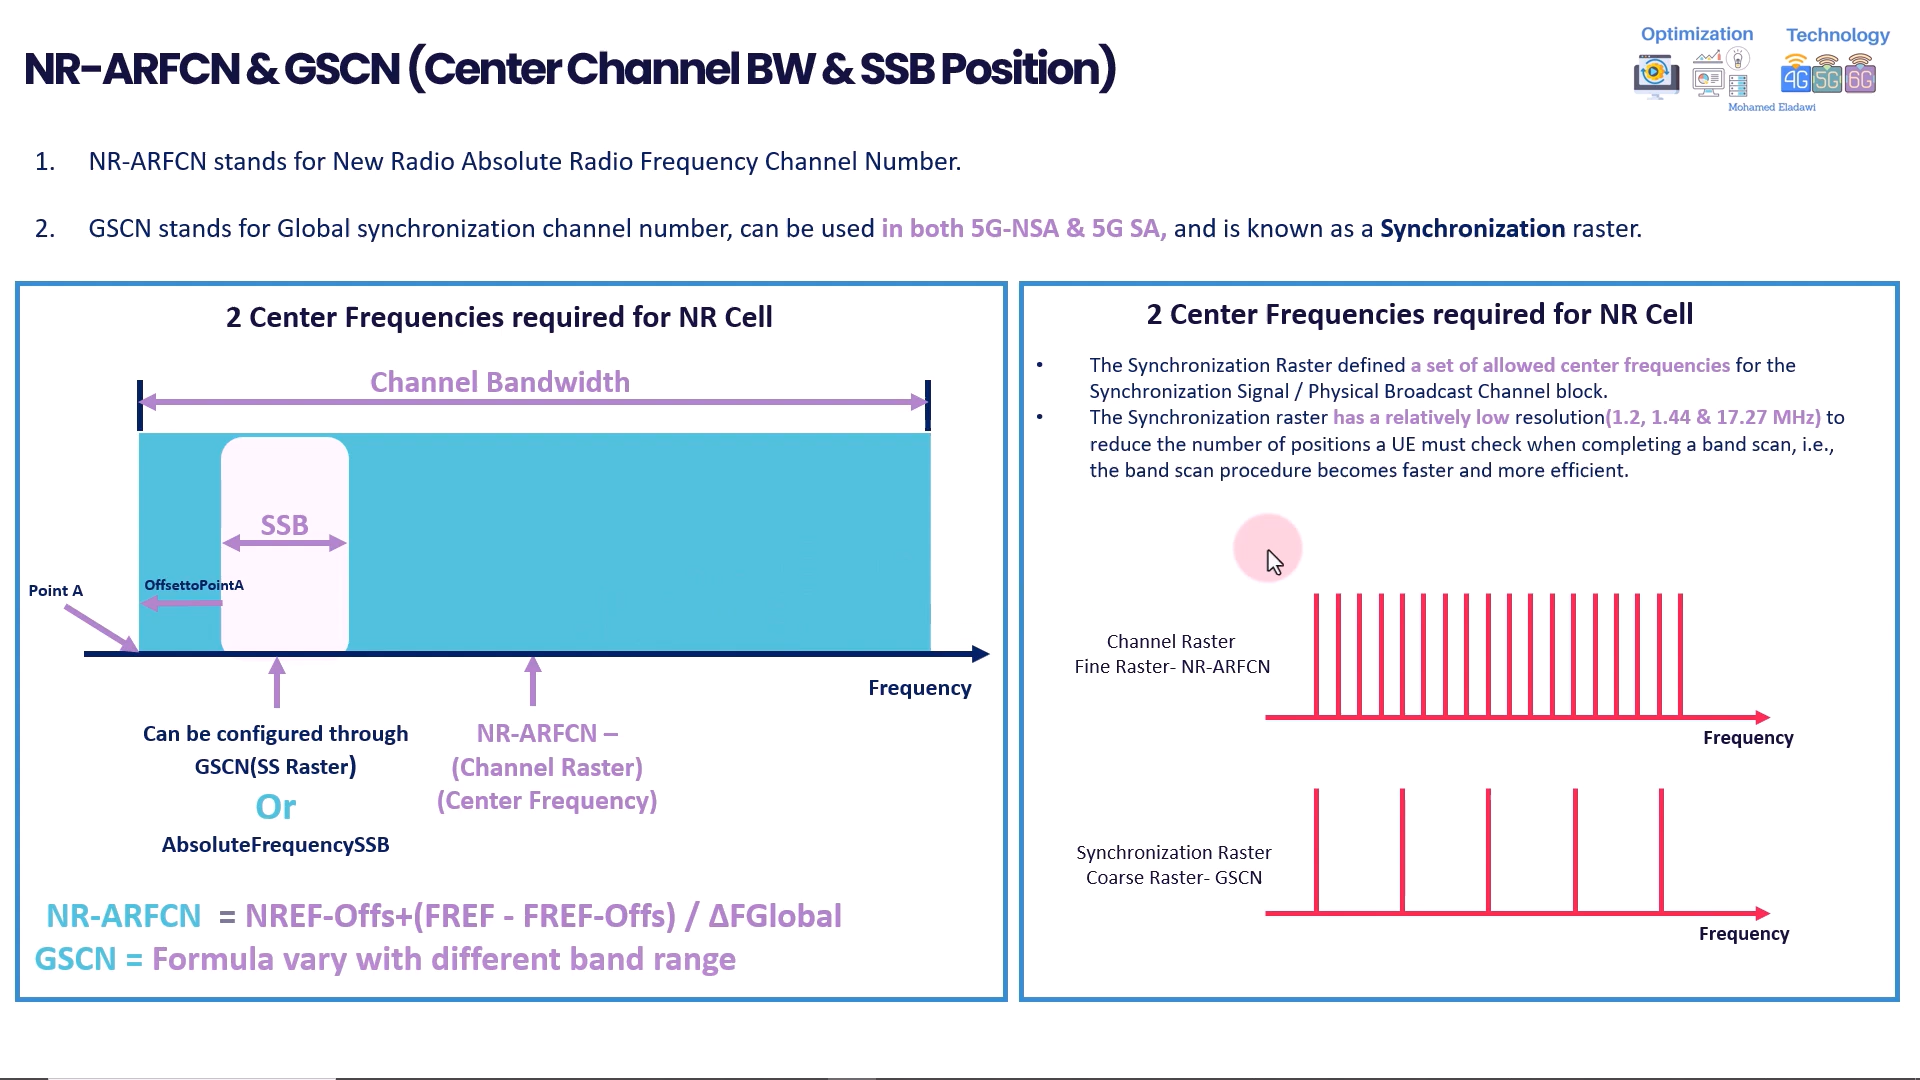 NR-ARFCN & GSCN (Center Channel BW & SSB Position)
Optimization
Technology
4G 5G 6G
Mohamed Eladawi
1. NR-ARFCN stands for New Radio Absolute Radio Frequency Channel Number.
2. GSCN stands for Global synchronization channel number, can be used in both 5G-NSA & 5G SA, and is known as a Synchronization raster.
2 Center Frequencies required for NR Cell
Channel Bandwidth
SSB
Point A
OffsettoPointA
Frequency
Can be configured through
GSCN(SS Raster)
Or
AbsoluteFrequencySSB
NR-ARFCN –
(Channel Raster)
(Center Frequency)
NR-ARFCN = NREF-Offs+(FREF - FREF-Offs) / ΔFGlobal
GSCN = Formula vary with different band range
2 Center Frequencies required for NR Cell
• The Synchronization Raster defined a set of allowed center frequencies for the
Synchronization Signal / Physical Broadcast Channel block.
• The Synchronization raster has a relatively low resolution(1.2, 1.44 & 17.27 MHz) to
reduce the number of positions a UE must check when completing a band scan, i.e.,
the band scan procedure becomes faster and more efficient.
Channel Raster
Fine Raster- NR-ARFCN
Frequency
Synchronization Raster
Coarse Raster- GSCN
Frequency